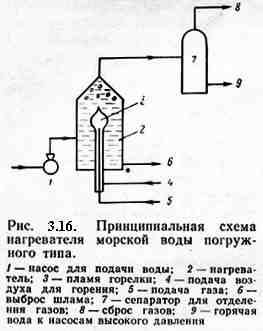 8
7
9
3
2
6
1
4
5
Рис. 3.16. Принципиальная схема
нагревателя морской воды погруж-
ного типа.
1 — насос для подачи воды; 2 — нагрева-
тель; 3 — пламя горелки; 4 — подача воз-
духа для горения; 5 — подача газа; 6 —
выброс шлама; 7 — сепаратор для отделе-
ния газов; 8 — сброс газов; 9 — горячая
вода к насосам высокого давления